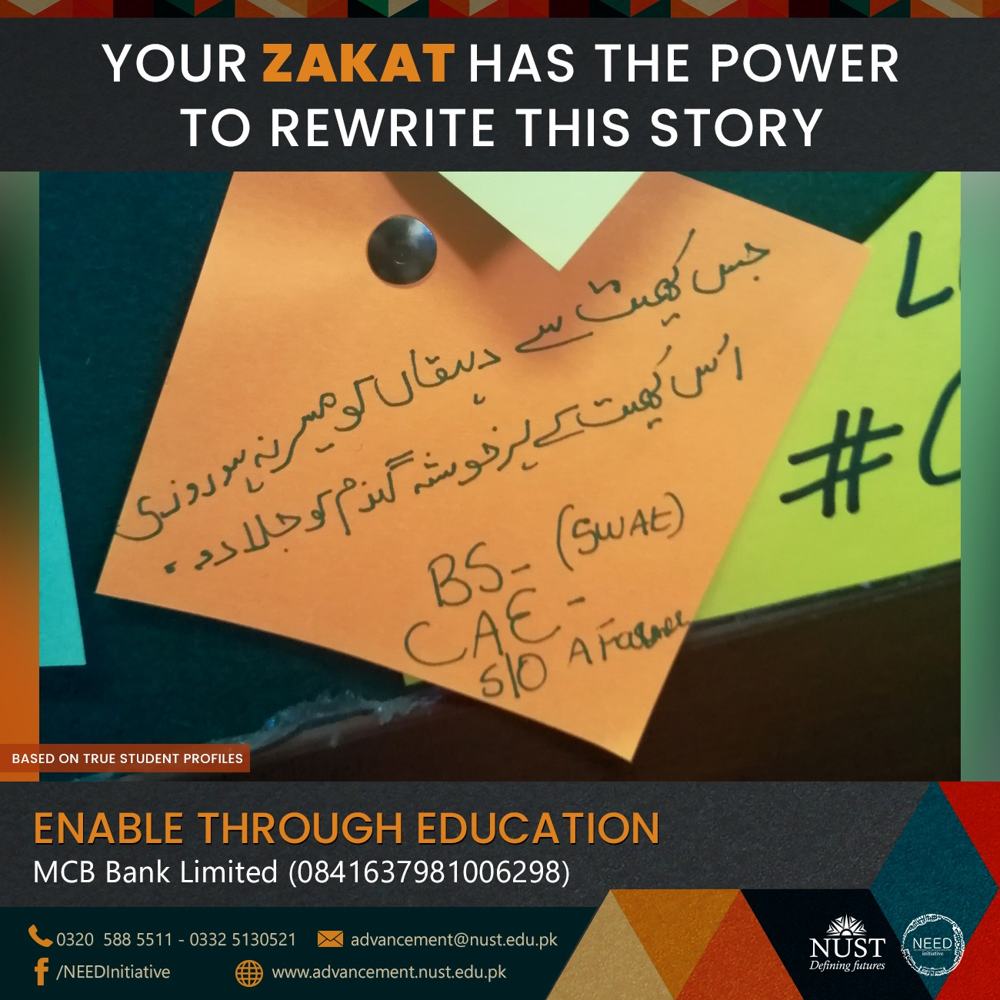 YOUR ZAKAT HAS THE POWER
TO REWRITE THIS STORY
جس کھیت سے دہقاں کو میسر نہ ہو روزی
اُس کھیت کے ہر خوشہ گندم کو جلا دو ۔
BS- (SWAt)
CAE -
S/O A Farmer
L
#
BASED ON TRUE STUDENT PROFILES
ENABLE THROUGH EDUCATION
MCB Bank Limited (0841637981006298)
0320 588 5511 - 0332 5130521
advancement@nust.edu.pk
/NEEDInitiative
www.advancement.nust.edu.pk
NUST
Defining futures
NEED
initiative